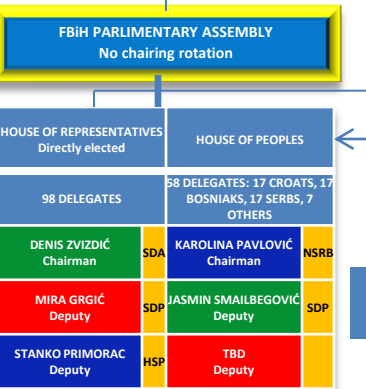 FBiH PARLIMENTARY ASSEMBLY
No chairing rotation
HOUSE OF REPRESENTATIVES
Directly elected
HOUSE OF PEOPLES
98 DELEGATES
58 DELEGATES: 17 CROATS, 17
BOSNIAKS, 17 SERBS, 7
OTHERS
DENIS ZVIZDIĆ
Chairman
SDA
KAROLINA PAVLOVIĆ
Chairman
NSRB
MIRA GRGIĆ
Deputy
SDP
JASMIN SMAILBEGOVIĆ
Deputy
SDP
STANKO PRIMORAC
Deputy
HSP
TBD
Deputy